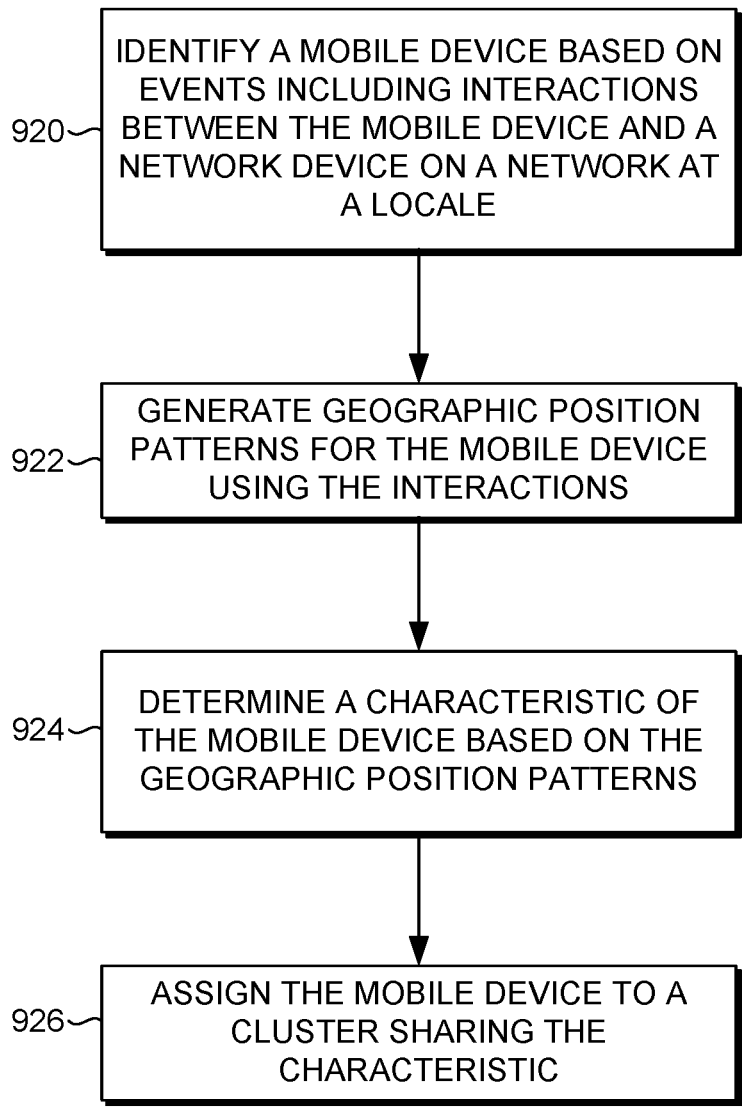 IDENTIFY A MOBILE DEVICE BASED ON
EVENTS INCLUDING INTERACTIONS
920 BETWEEN THE MOBILE DEVICE AND A
NETWORK DEVICE ON A NETWORK AT
A LOCALE
GENERATE GEOGRAPHIC POSITION
922 PATTERNS FOR THE MOBILE DEVICE
USING THE INTERACTIONS
DETERMINE A CHARACTERISTIC OF
924 THE MOBILE DEVICE BASED ON THE
GEOGRAPHIC POSITION PATTERNS
ASSIGN THE MOBILE DEVICE TO A
926 CLUSTER SHARING THE
CHARACTERISTIC